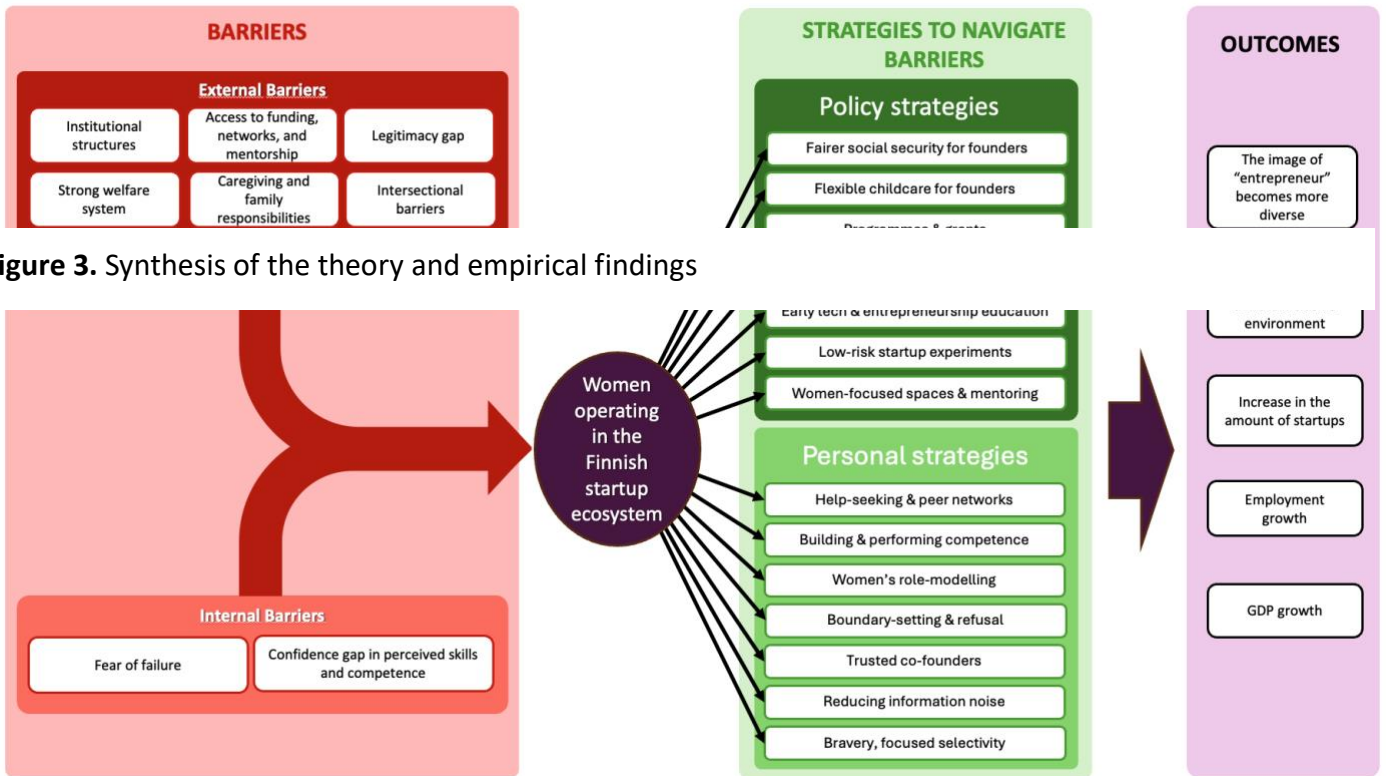 BARRIERS
External Barriers
Institutional
structures
Access to funding,
networks, and
mentorship
Legitimacy gap
Strong welfare
system
Caregiving and
family
responsibilities
Intersectional
barriers
igure 3. Synthesis of the theory and empirical findings
Internal Barriers
Fear of failure
Confidence gap in perceived skills
and competence
Women
operating
in the
Finnish
startup
ecosystem
STRATEGIES TO NAVIGATE
BARRIERS
Policy strategies
Fairer social security for founders
Flexible childcare for founders
Programmes & grants
Early tech & entrepreneurship education
Low-risk startup experiments
Women-focused spaces & mentoring
Personal strategies
Help-seeking & peer networks
Building & performing competence
Women's role-modelling
Boundary-setting & refusal
Trusted co-founders
Reducing information noise
Bravery, focused selectivity
OUTCOMES
The image of
"entrepreneur"
becomes more
diverse
environment
Increase in the
amount of startups
Employment
growth
GDP growth